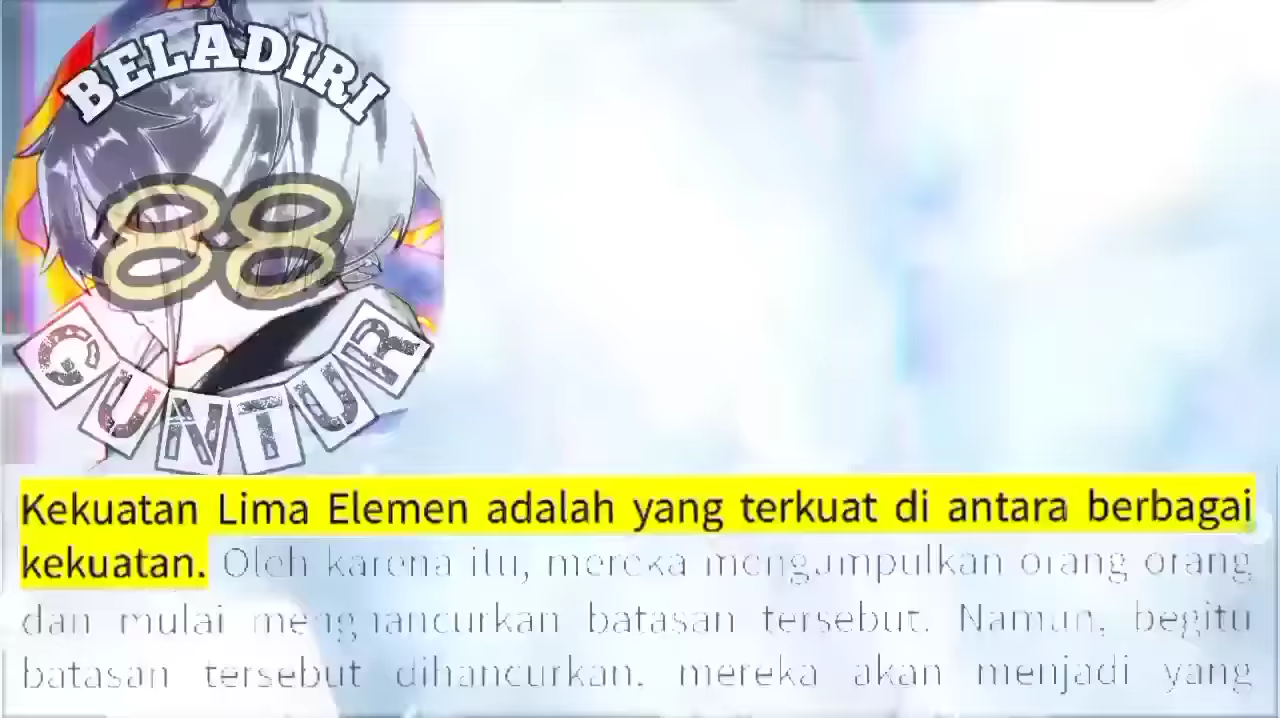 BELADIRI
88
GUNTUR
Kekuatan Lima Elemen adalah yang terkuat di antara berbagai
kekuatan. Oleh karena itu, mereka mengumpulkan orang orang
dan mulai menghancurkan batasan tersebut. Namun, begitu
batasan tersebut dihancurkan. mereka akan menjadi yang